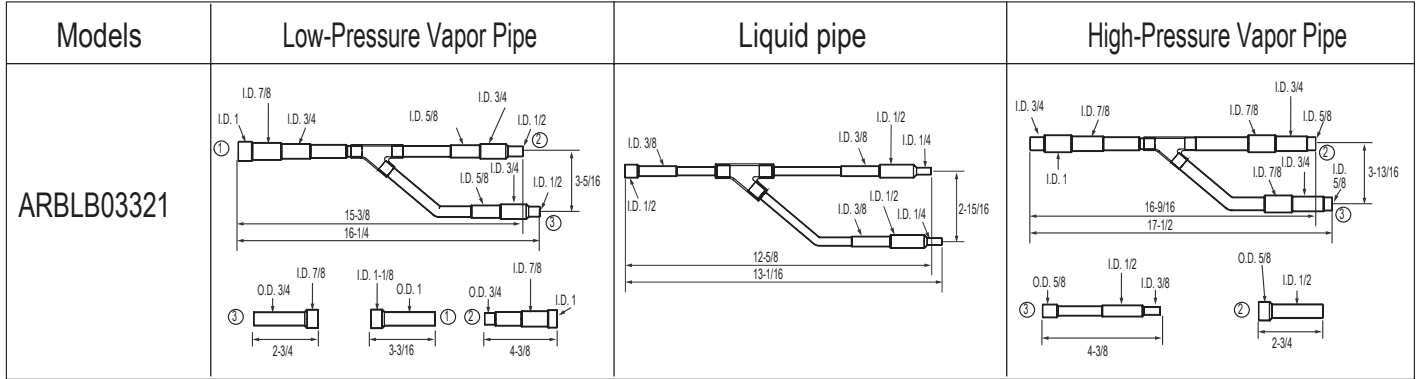 Models
Low-Pressure Vapor Pipe
Liquid pipe
High-Pressure Vapor Pipe
ARBLB03321
I.D. 7/8
I.D. 1
I.D. 3/4
I.D. 5/8
I.D. 3/4
I.D. 1/2
①
②
I.D. 5/8
I.D. 3/4
I.D. 1/2
③
3-5/16
15-3/8
16-1/4
O.D. 3/4
I.D. 7/8
③
2-3/4
I.D. 1-1/8
O.D. 1
①
3-3/16
②
O.D. 3/4
I.D. 7/8
I.D. 1
4-3/8
I.D. 3/8
I.D. 1/2
I.D. 3/8
I.D. 1/2
I.D. 1/4
I.D. 3/8
I.D. 1/2
I.D. 1/4
2-15/16
12-5/8
13-1/16
I.D. 3/4
I.D. 7/8
I.D. 1
I.D. 7/8
I.D. 3/4
I.D. 5/8
②
I.D. 7/8
I.D. 3/4
I.D.
5/8
③
3-13/16
16-9/16
17-1/2
O.D. 5/8
I.D. 1/2
I.D. 3/8
③
4-3/8
O.D. 5/8
I.D. 1/2
②
2-3/4